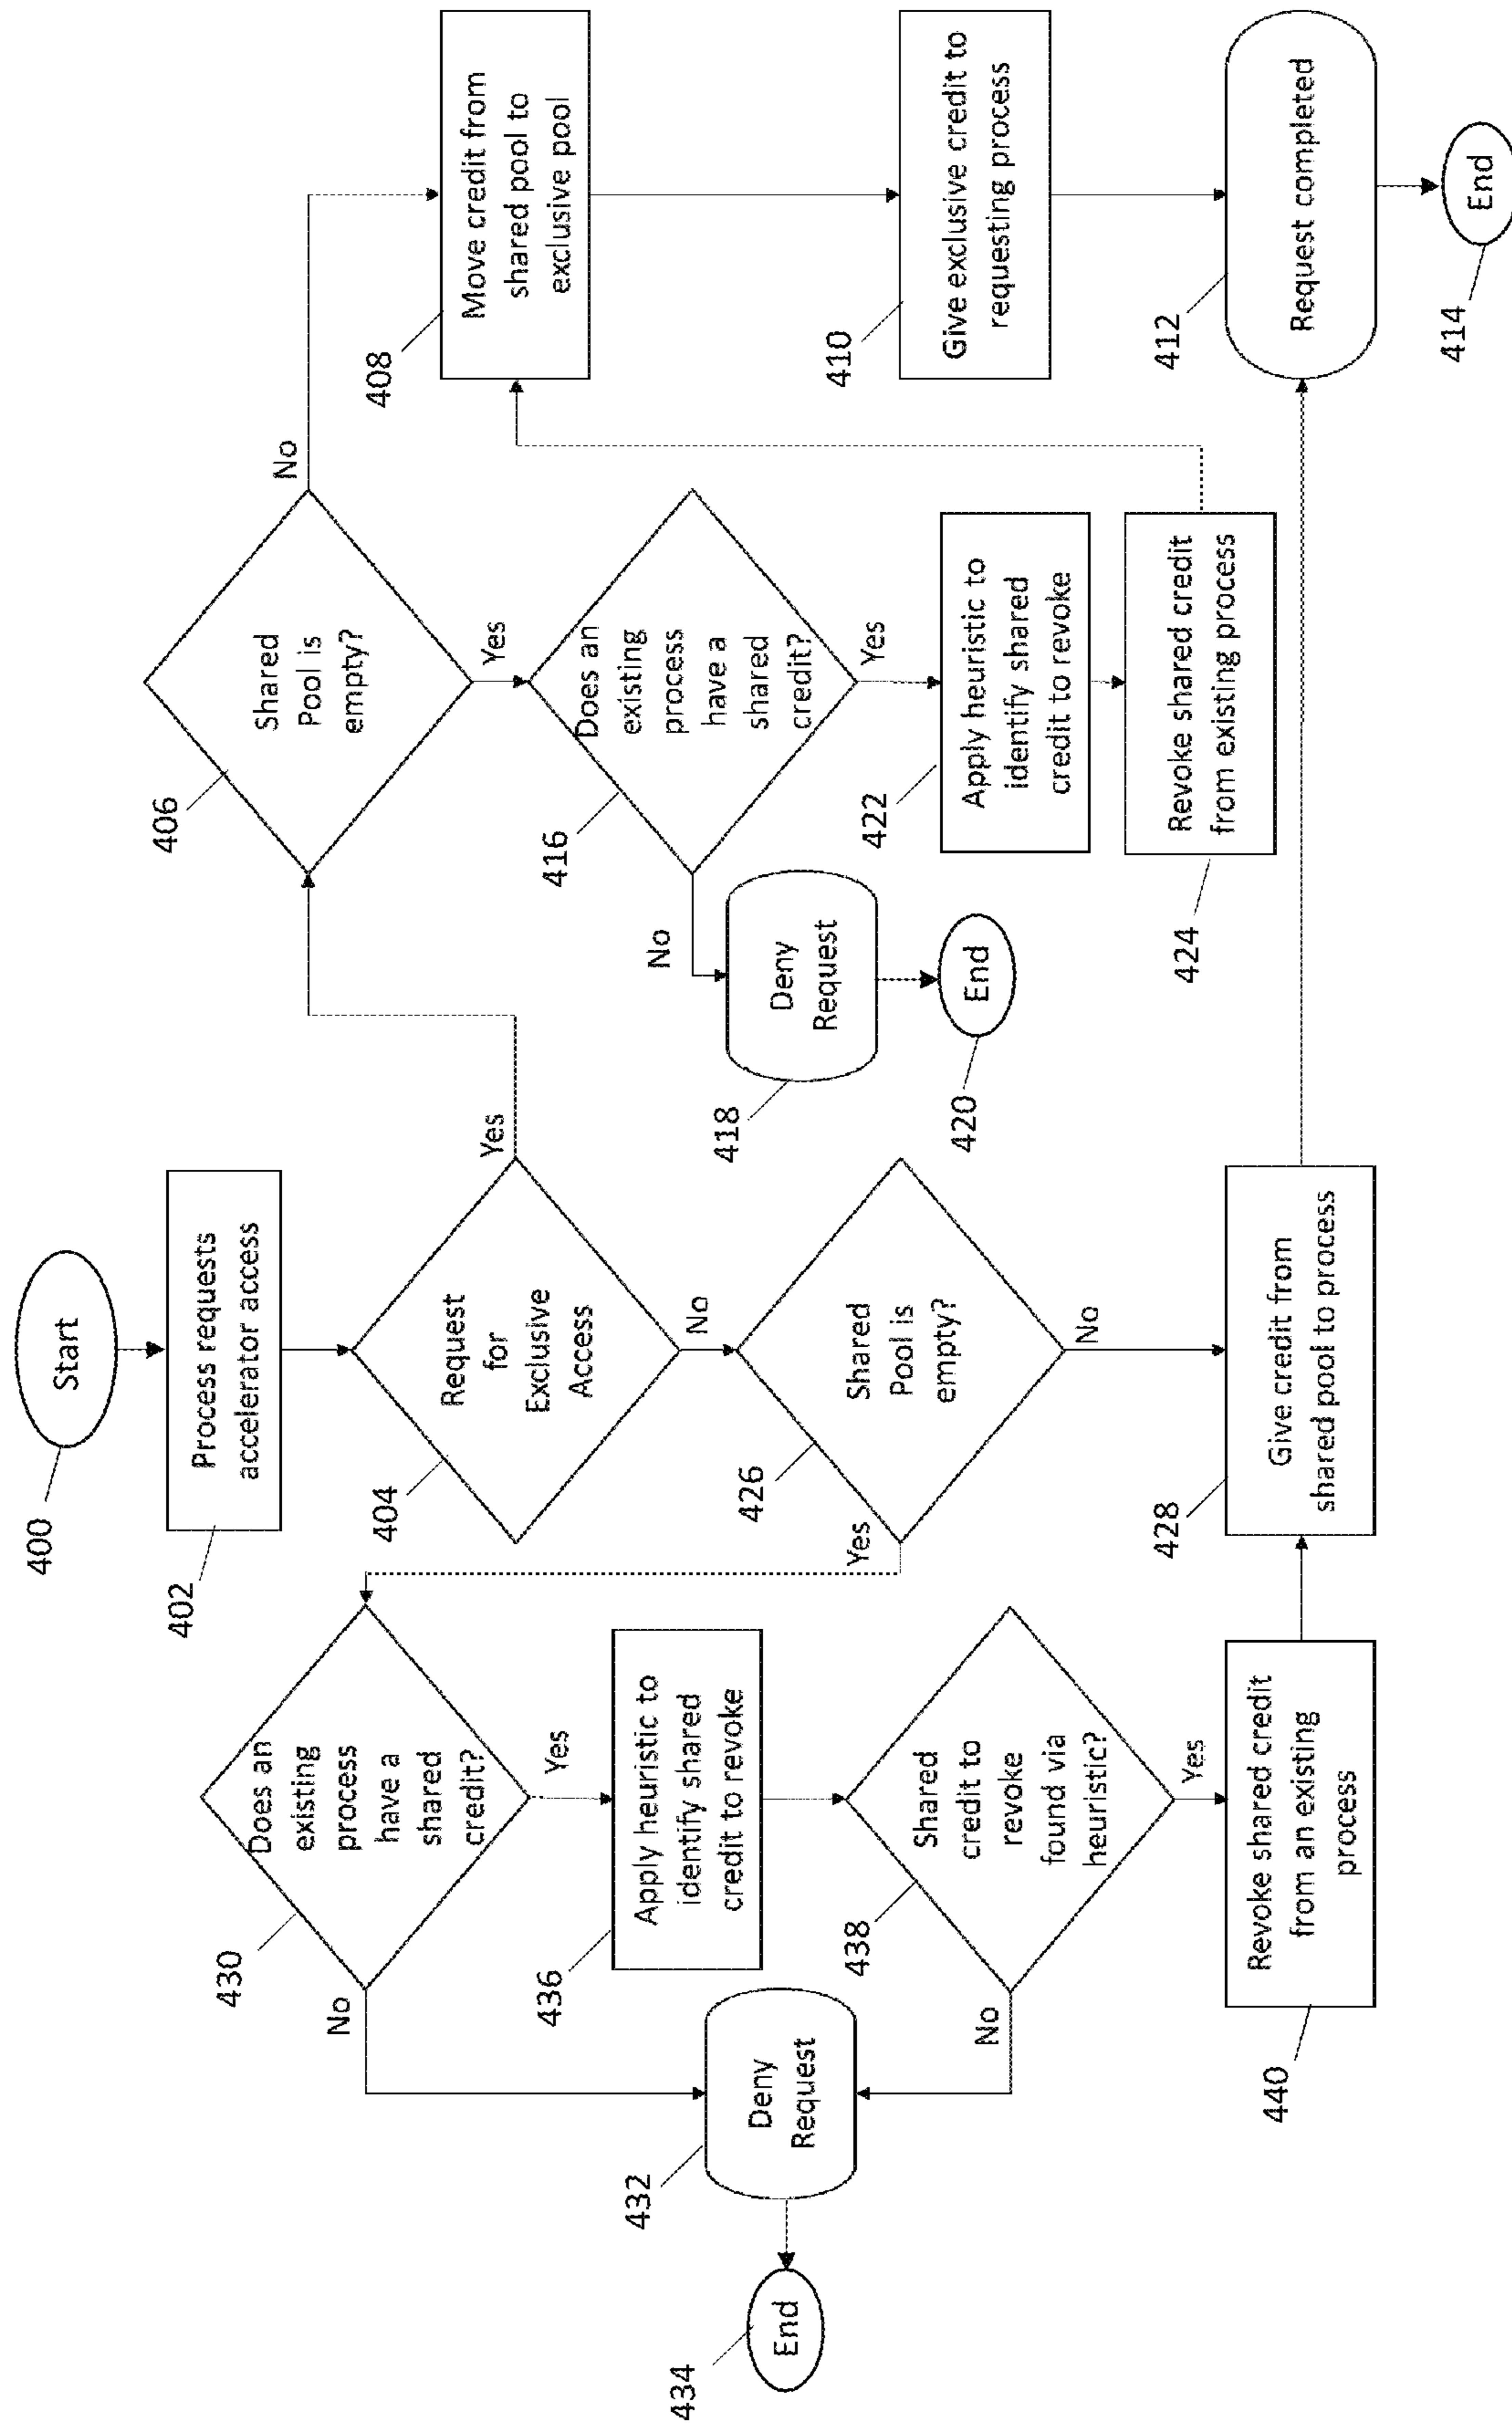 Start
400
Process requests
accelerator access
402
Request
for
Exclusive
Access
404
Yes
No
Shared
Pool is
empty?
406
No
Yes
Move credit from
shared pool to
exclusive pool
408
Give exclusive credit to
requesting process
410
Request completed
412
End
414
Does an
existing
process
have a
shared
credit?
416
No
Yes
Deny
Request
418
End
420
Apply heuristic to
identify shared
credit to revoke
422
Revoke shared credit
from existing process
424
Shared
Pool is
empty?
426
Yes
No
Give credit from
shared pool to process
428
Does an
existing
process
have a
shared
credit?
430
No
Yes
Deny
Request
432
End
434
Apply heuristic to
identify shared
credit to revoke
436
Shared
credit to
revoke
found via
heuristic?
438
No
Yes
Revoke shared credit
from an existing
process
440